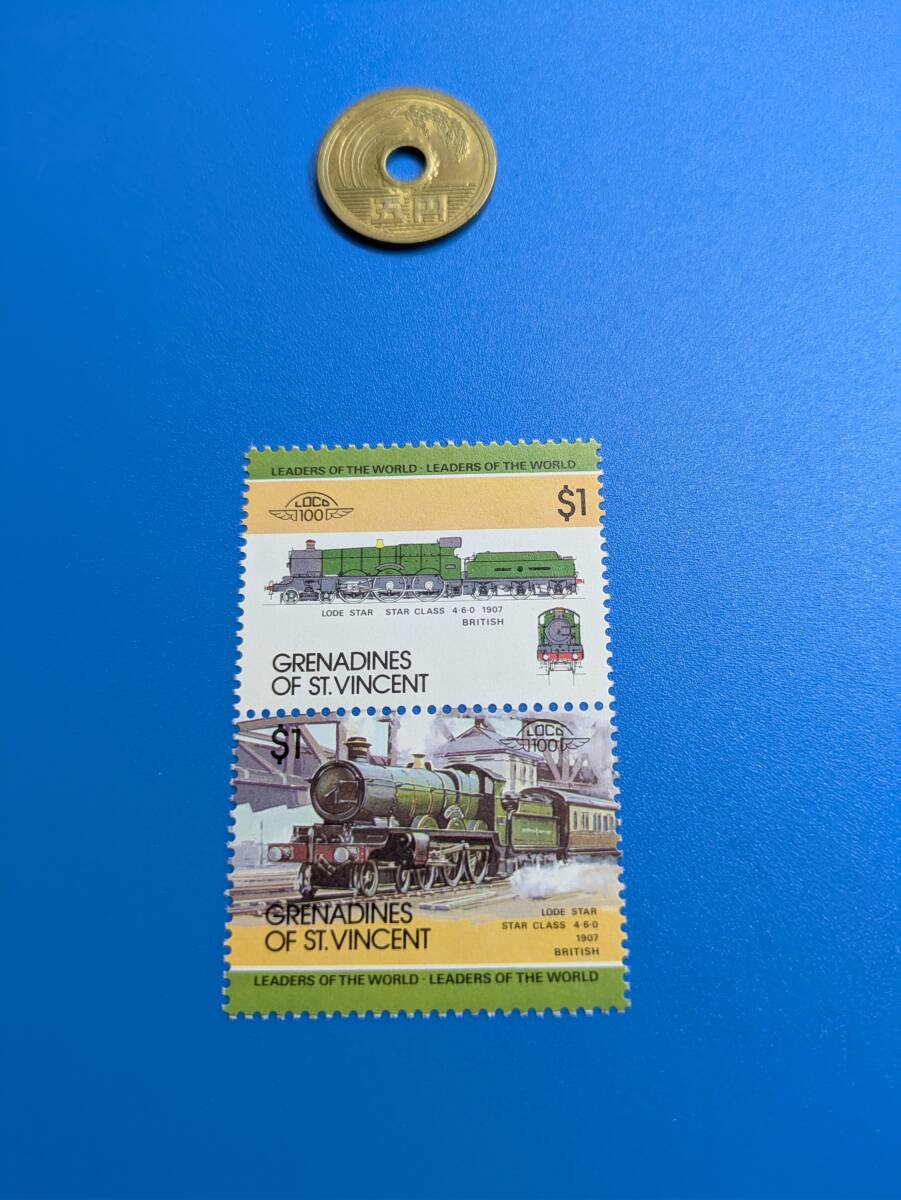 五円
LEADERS OF THE WORLD · LEADERS OF THE WORLD
LOCO
100
$1
LODE STAR STAR CLASS 4·6·0 1907
BRITISH
GRENADINES
OF ST.VINCENT
$1
LOCO
100
GRENADINES
OF ST.VINCENT
LODE STAR
STAR CLASS 4·6·0
1907
BRITISH
LEADERS OF THE WORLD · LEADERS OF THE WORLD